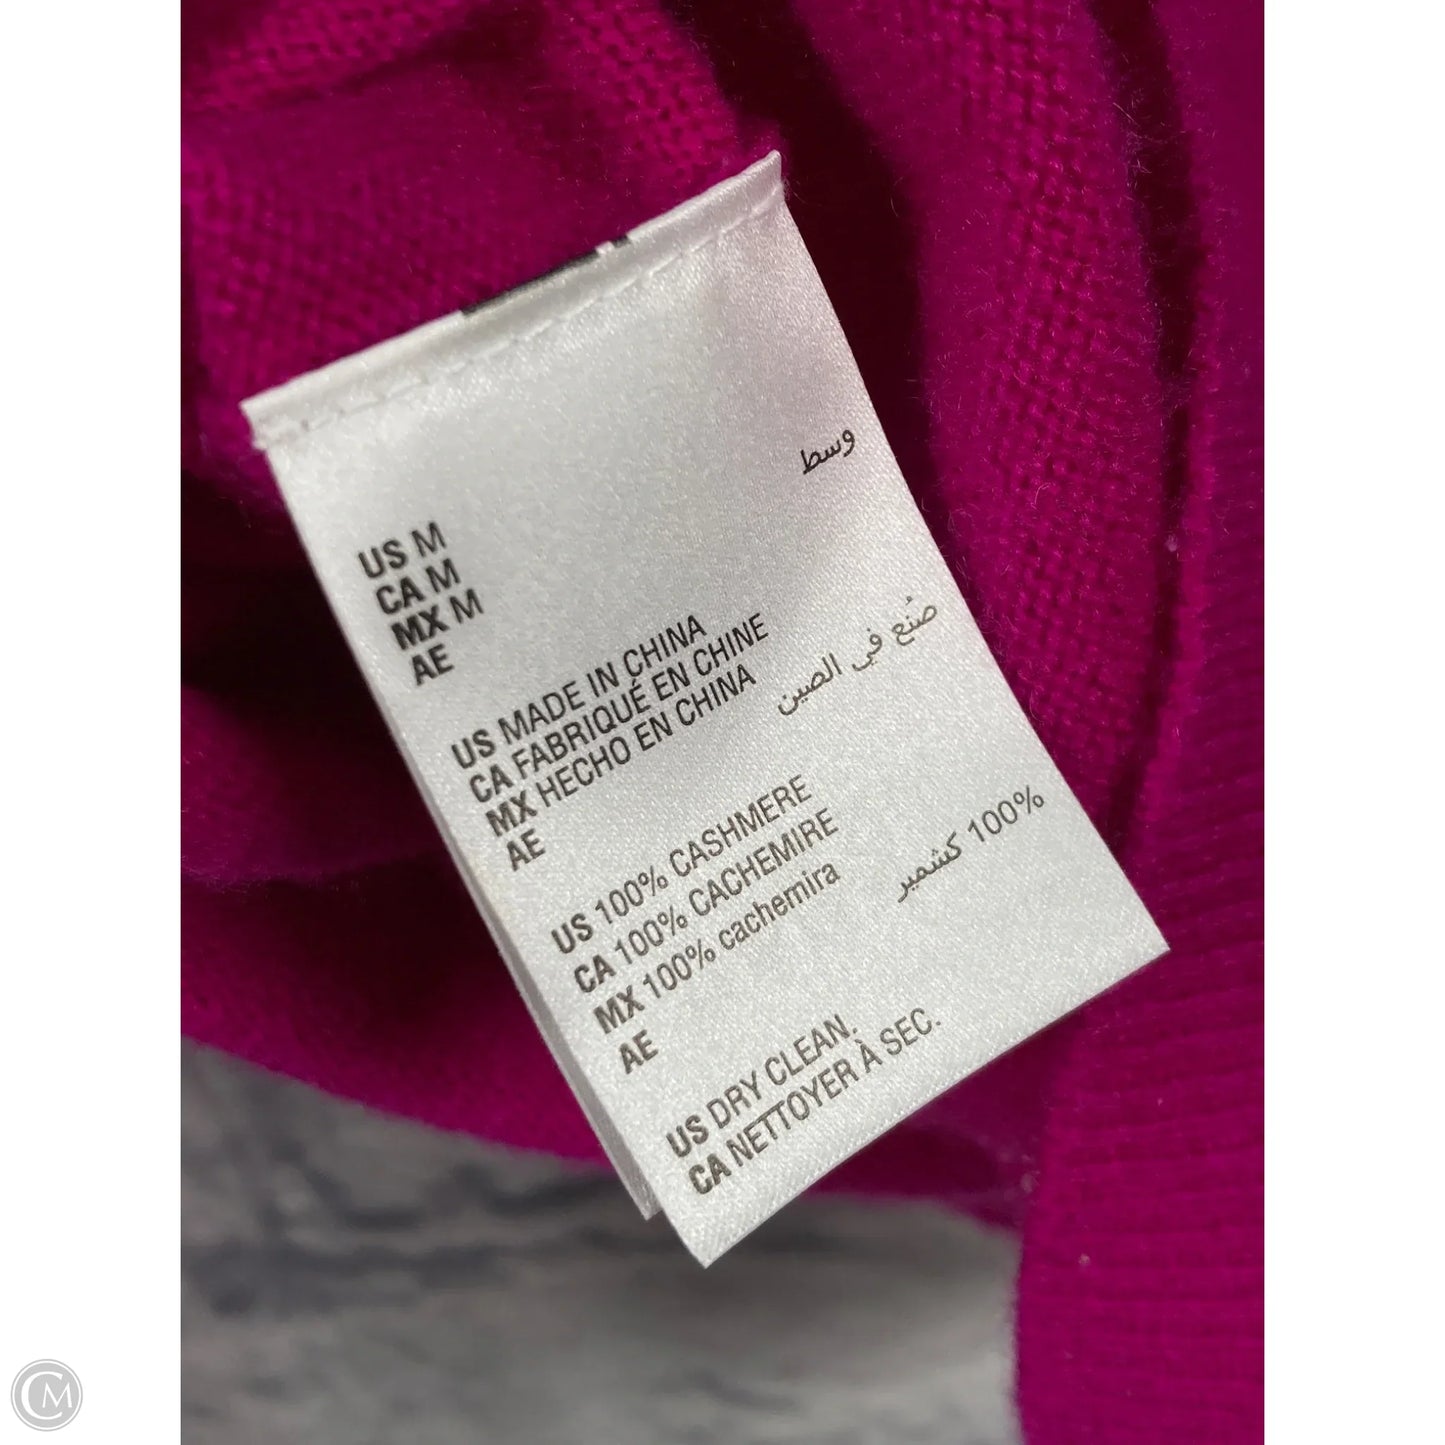 US M
CA M
MX M
AE وسط
US MADE IN CHINA
CA FABRIQUÉ EN CHINE
MX HECHO EN CHINA
AE صُنع في الصين
US 100% CASHMERE
CA 100% CACHEMIRE
MX 100% cachemira
AE 100% كشمير
US DRY CLEAN.
CA NETTOYER À SEC.
CM